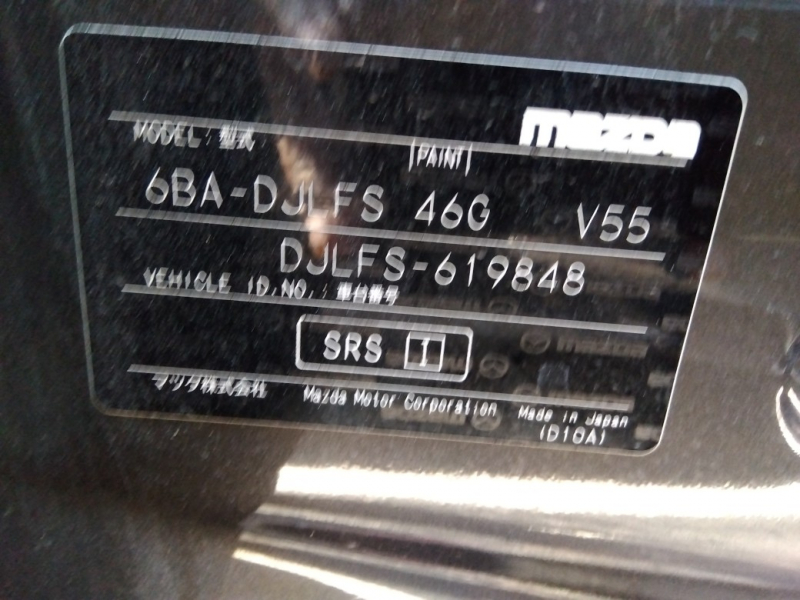 mazda
MODEL / 型式 PAINT
6BA-DJLFS 46G V55
DJLFS-619848
VEHICLE ID.NO. / 車台番号
SRS 1
マツダ株式会社 Mazda Motor Corporation Made in Japan
(D10A)